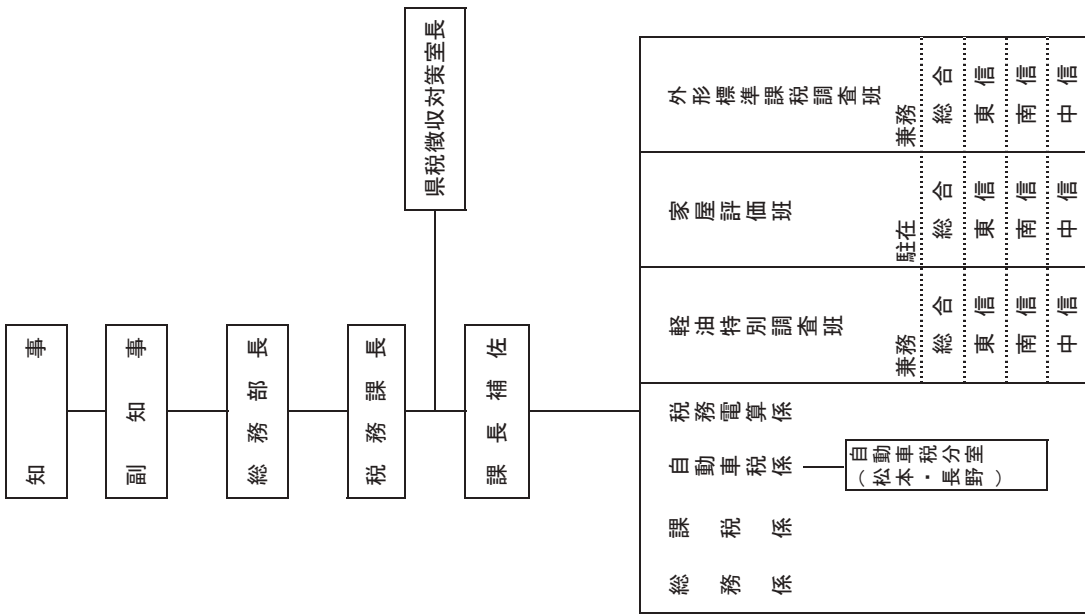 知事
副知事
総務部長
税務課長
県税徴収対策室長
課長補佐
総務係
課税係
自動車税係
自動車税分室
(松本・長野)
税務電算係
軽油特別調査班
兼務
総合
東信
南信
中信
家屋評価班
駐在
総合
東信
南信
中信
外形標準課税調査班
兼務
総合
東信
南信
中信